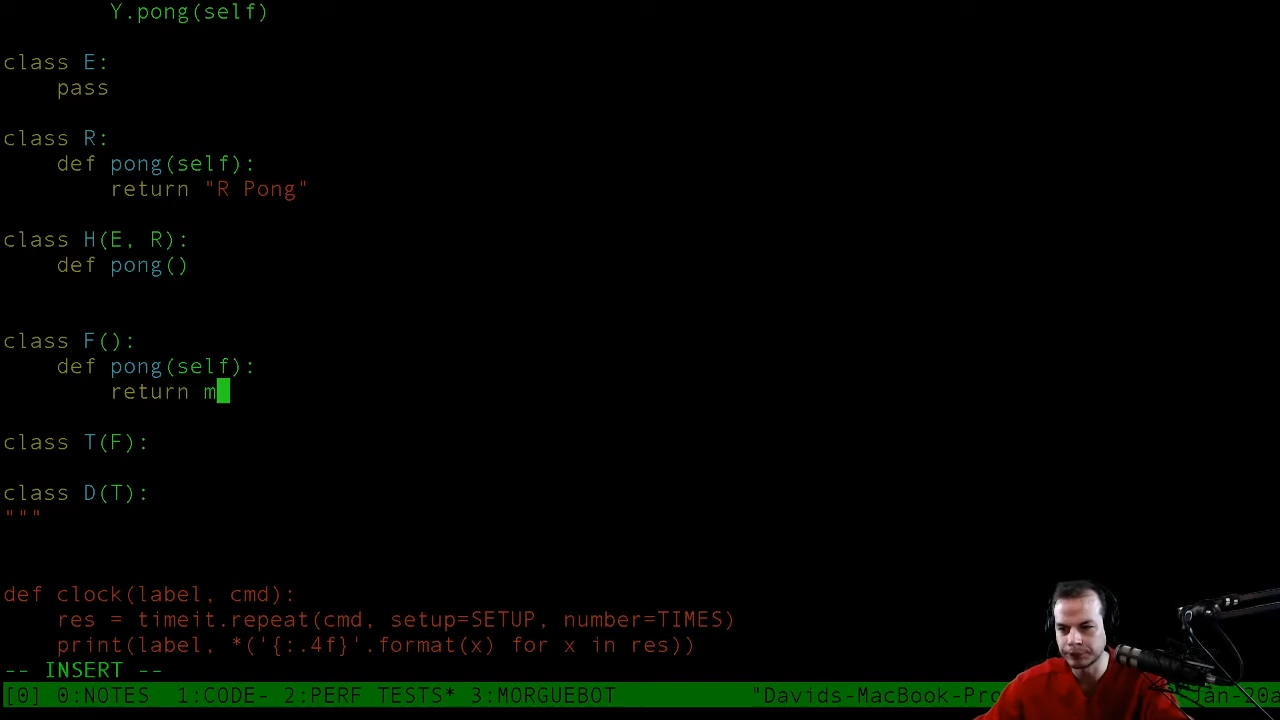 Y.pong(self)

class E:
    pass

class R:
    def pong(self):
        return "R Pong"

class H(E, R):
    def pong()

class F():
    def pong(self):
        return m

class T(F):

class D(T):
"""

def clock(label, cmd):
    res = timeit.repeat(cmd, setup=SETUP, number=TIMES)
    print(label, *('{:.4f}'.format(x) for x in res))
-- INSERT --
[0] 0:NOTES  1:CODE- 2:PERF TESTS* 3:MORGUEBOT "Davids-MacBook-Pro